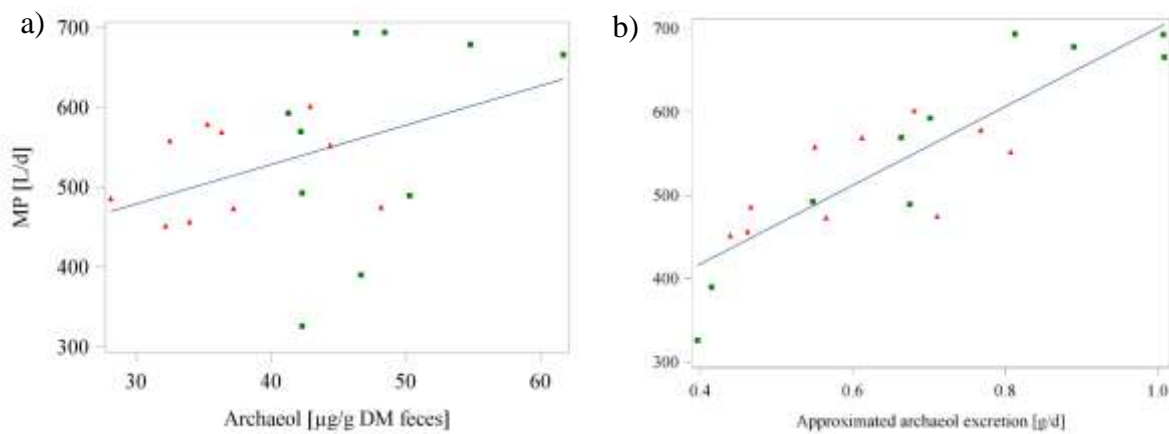 a)
MP [L/d]
700
600
500
400
300
30 40 50 60
Archaeol [µg/g DM feces]
b)
700
600
500
400
300
0.4 0.6 0.8 1.0
Approximated archaeol excretion [g/d]